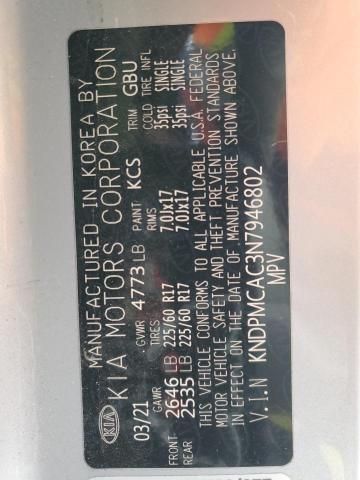 KIA MANUFACTURED IN KOREA BY
KIA MOTORS CORPORATION
03/21 GVWR 4773 LB PAINT: KCS TRIM GBU
GAWR TIRES RIMS COLD TIRE INFL
FRONT 2646 LB 225/60 R17 7.0JX17 35psi SINGLE
REAR 2535 LB 225/60 R17 7.0JX17 35psi SINGLE
THIS VEHICLE CONFORMS TO ALL APPLICABLE U.S.A. FEDERAL
MOTOR VEHICLE SAFETY AND THEFT PREVENTION STANDARDS
IN EFFECT ON THE DATE OF MANUFACTURE SHOWN ABOVE.
V.I.N KNDPMCAC3N7946802
MPV